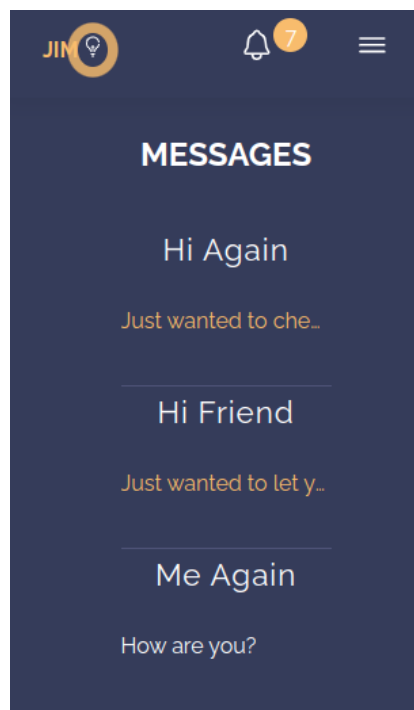 JIM
7
MESSAGES
Hi Again
Just wanted to che...
Hi Friend
Just wanted to let y...
Me Again
How are you?